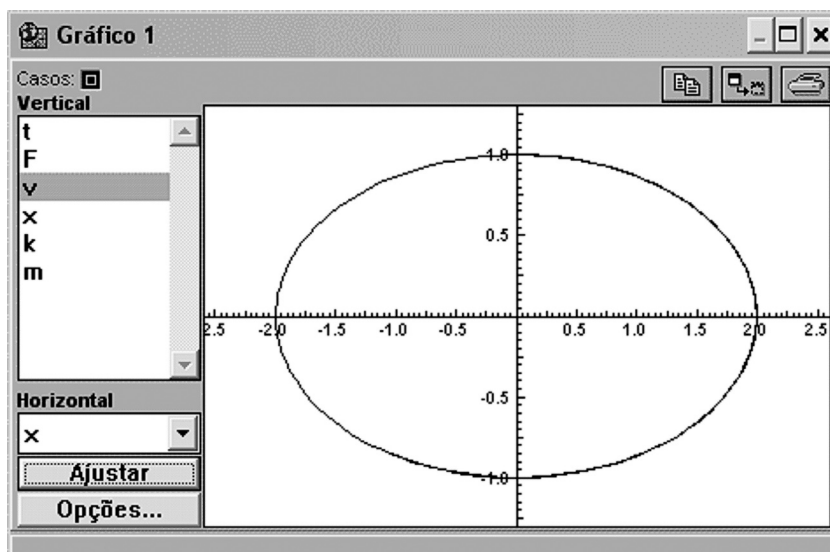 Gráfico 1
Casos:
Vertical
t
F
v
x
k
m
Horizontal
x
Ajustar
Opções...
1.0
0.5
2.5 -2.0 -1.5 -1.0 -0.5 0.5 1.0 1.5 2.0 2.5
-0.5
-1.0